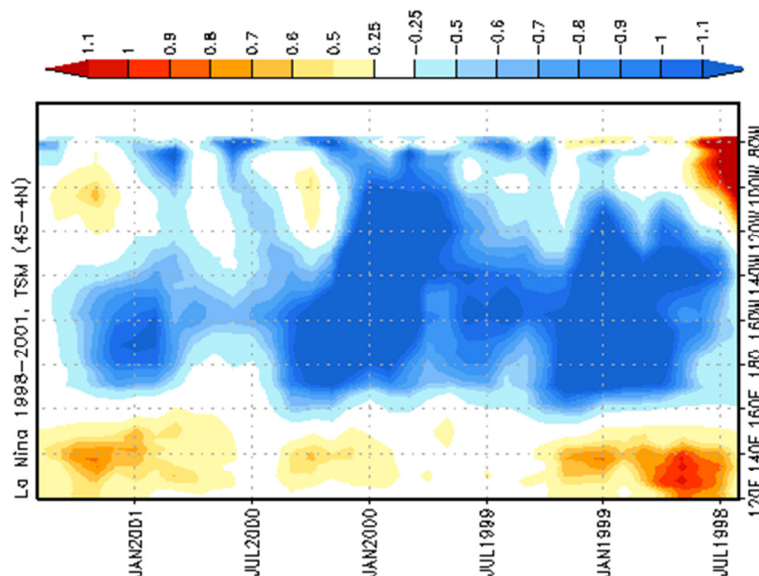 1.1 1 0.9 0.8 0.7 0.6 0.5 0.25 -0.25 -0.5 -0.6 -0.7 -0.8 -0.9 -1 -1.1
La Nina 1998-2001, TSM (4S-4N)
80W
100W
120W
140W
160W
180
160E
140E
120E
JAN2001 JUL2000 JAN2000 JUL1999 JAN1999 JUL1998